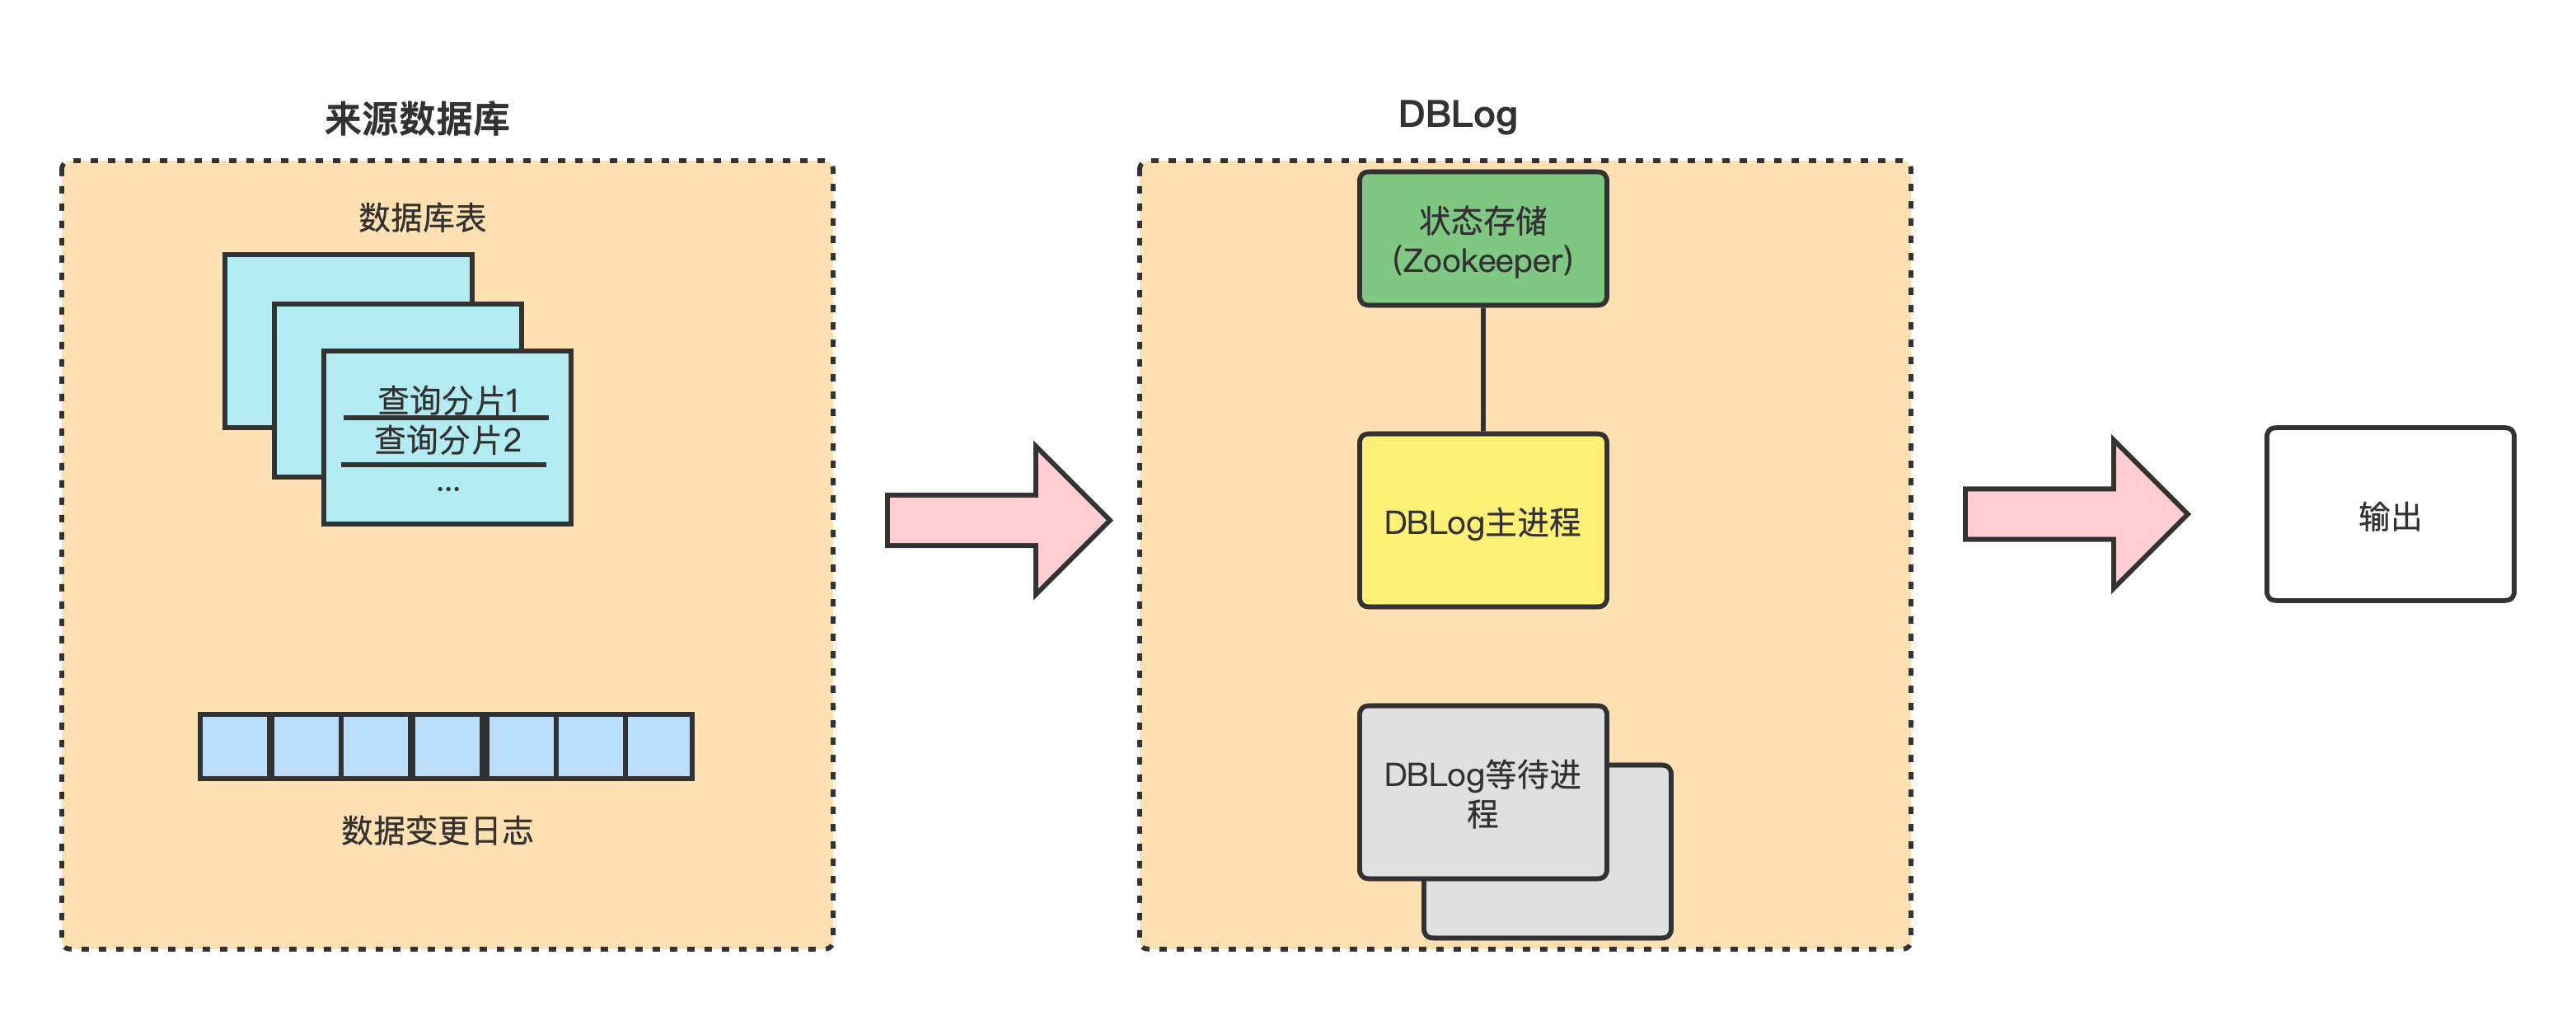 来源数据库
数据库表
查询分片1
查询分片2
...
数据变更日志
DBLog
状态存储
(Zookeeper)
DBLog主进程
DBLog等待进
程
输出